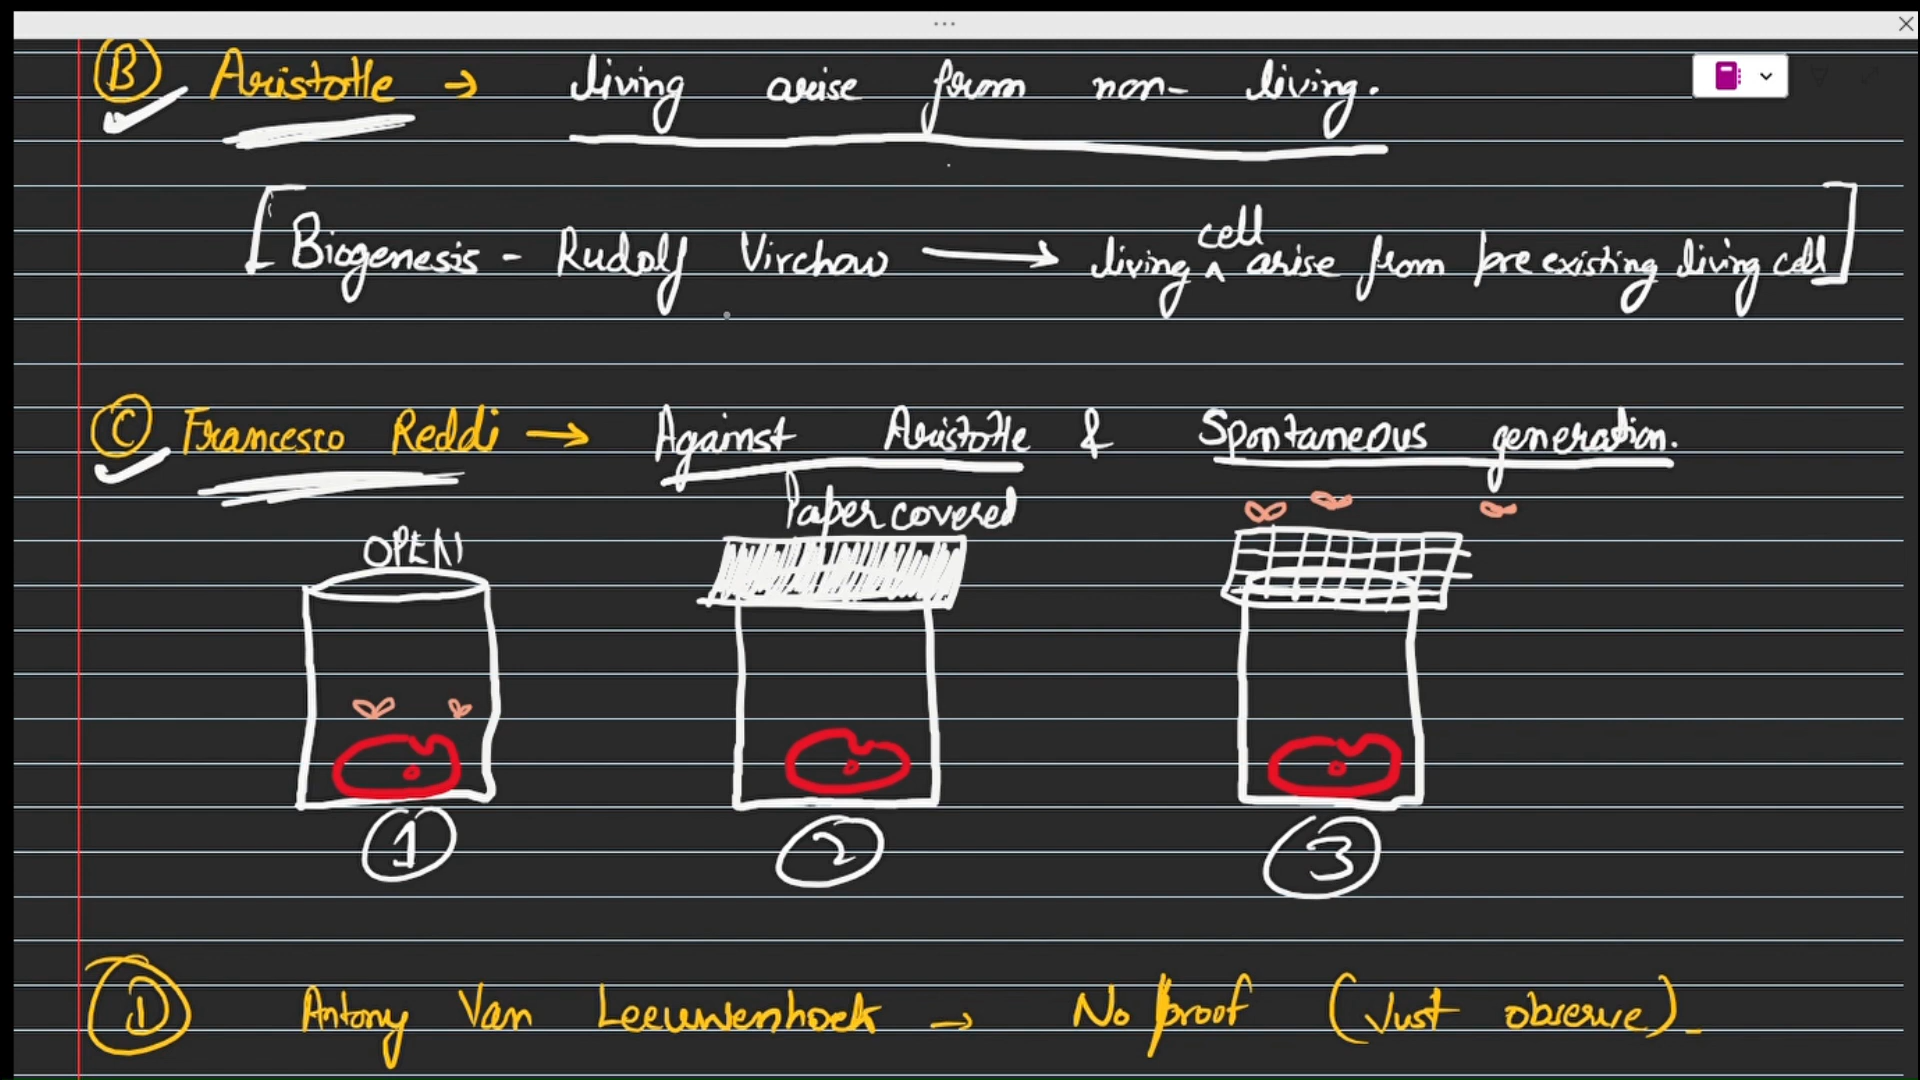 B Aristotle → living arise from non-living.
[Biogenesis - Rudolf Virchow → living ^ cell arise from pre existing living cell]
C Francesco Reddi → Against Aristotle & Spontaneous generation.
OPEN
Paper covered
1
2
3
D Antony Van Leeuwenhoek → No proof (Just observe).